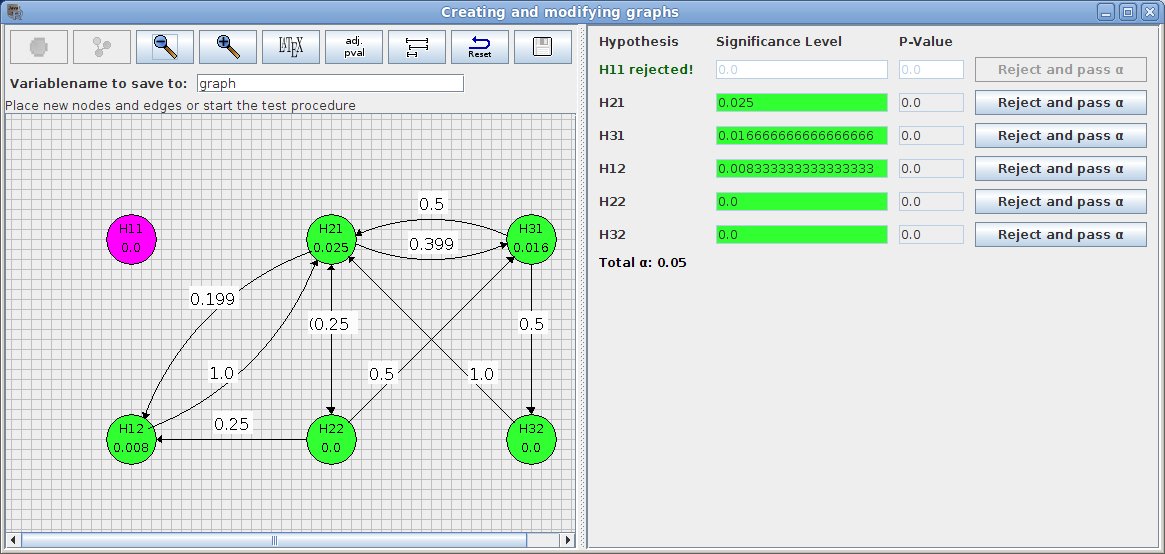 Creating and modifying graphs
LATEX
adj.
pval
Reset
Variablename to save to: graph
Place new nodes and edges or start the test procedure
H11
0.0
H21
0.025
H31
0.016
0.5
0.399
0.199
(0.25
0.5
1.0
0.5
1.0
0.25
H12
0.008
H22
0.0
H32
0.0
Hypothesis Significance Level P-Value
H11 rejected! 0.0 0.0 Reject and pass α
H21 0.025 0.0 Reject and pass α
H31 0.016666666666666666 0.0 Reject and pass α
H12 0.008333333333333333 0.0 Reject and pass α
H22 0.0 0.0 Reject and pass α
H32 0.0 0.0 Reject and pass α
Total α: 0.05